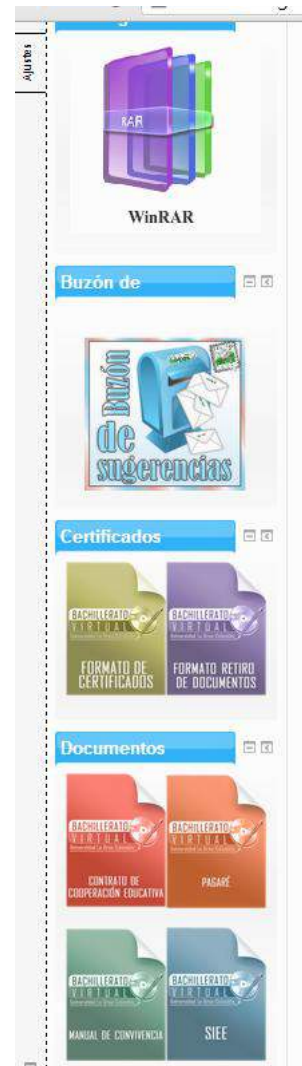 Ajustes
RAR
WinRAR
Buzón de
Buzón
de
sugerencias
Certificados
BACHILLERATO
VIRTUAL
FORMATO DE
CERTIFICADOS
BACHILLERATO
VIRTUAL
FORMATO RETIRO
DE DOCUMENTOS
Documentos
BACHILLERATO
VIRTUAL
CONTRATO DE
COOPERACIÓN EDUCATIVA
BACHILLERATO
VIRTUAL
PAGARÉ
BACHILLERATO
VIRTUAL
MANUAL DE CONVIVENCIA
BACHILLERATO
VIRTUAL
SIEE